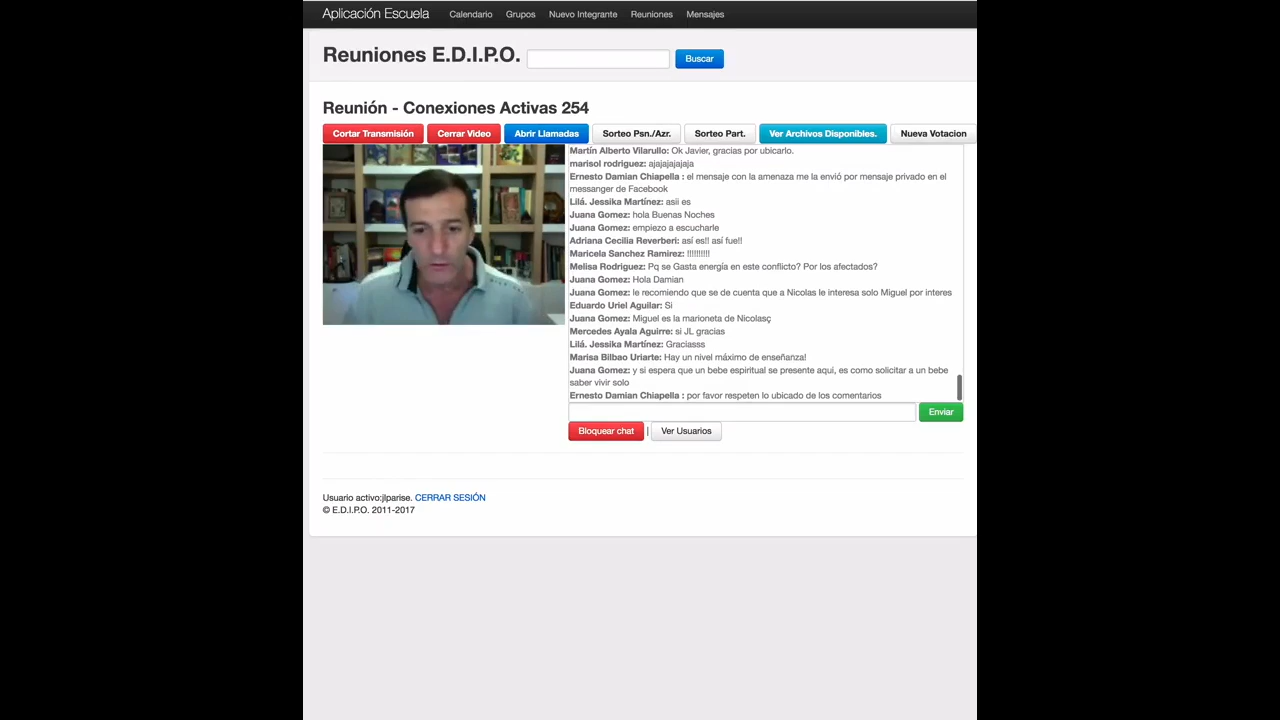 Aplicación Escuela Calendario Grupos Nuevo Integrante Reuniones Mensajes
Reuniones E.D.I.P.O. Buscar
Reunión - Conexiones Activas 254
Cortar Transmisión Cerrar Video Abrir Llamadas Sorteo Psn./Azr. Sorteo Part. Ver Archivos Disponibles. Nueva Votacion
Martín Alberto Vilarullo: Ok Javier, gracias por ubicarlo.
marisol rodriguez: ajajajajajaja
Ernesto Damian Chiapella : el mensaje con la amenaza me la envió por mensaje privado en el
messanger de Facebook
Lilá. Jessika Martínez: asii es
Juana Gomez: hola Buenas Noches
Juana Gomez: empiezo a escucharle
Adriana Cecilia Reverberi: así es!! así fue!!
Maricela Sanchez Ramirez: !!!!!!!!!!
Melisa Rodriguez: Pq se Gasta energía en este conflicto? Por los afectados?
Juana Gomez: Hola Damian
Juana Gomez: le recomiendo que se de cuenta que a Nicolas le interesa solo Miguel por interes
Eduardo Uriel Aguilar: Si
Juana Gomez: Miguel es la marioneta de Nicolasç
Mercedes Ayala Aguirre: si JL gracias
Lilá. Jessika Martínez: Graciasss
Marisa Bilbao Uriarte: Hay un nivel máximo de enseñanza!
Juana Gomez: y si espera que un bebe espiritual se presente aqui, es como solicitar a un bebe
saber vivir solo
Ernesto Damian Chiapella : por favor respeten lo ubicado de los comentarios
Enviar
Bloquear chat | Ver Usuarios
Usuario activo:jlparise. CERRAR SESIÓN
© E.D.I.P.O. 2011-2017